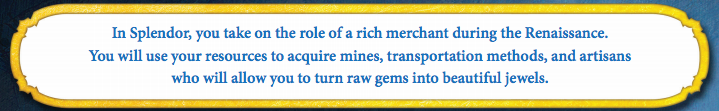 In Splendor, you take on the role of a rich merchant during the Renaissance.
You will use your resources to acquire mines, transportation methods, and artisans
who will allow you to turn raw gems into beautiful jewels.